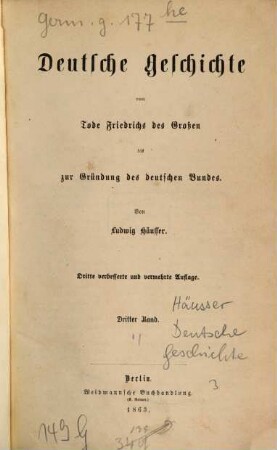 Germ. g. 177 he
Deutsche Geschichte
vom
Tode Friedrichs des Großen
bis
zur Gründung des deutschen Bundes.
Von
Ludwig Häusser.
Dritte verbesserte und vermehrte Auflage.
Dritter Band.
Häusser
Deutsche
Geschichte
3
Berlin.
Weidmannsche Buchhandlung
1863.
149 G